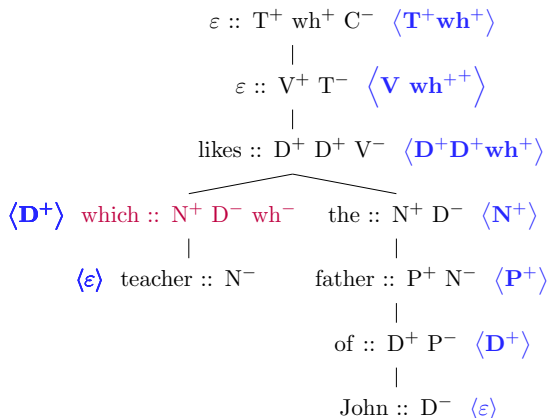 ε :: T⁺ wh⁺ C⁻ ⟨T⁺wh⁺⟩
ε :: V⁺ T⁻ ⟨V wh⁺⁺⟩
likes :: D⁺ D⁺ V⁻ ⟨D⁺D⁺wh⁺⟩
⟨D⁺⟩ which :: N⁺ D⁻ wh⁻ the :: N⁺ D⁻ ⟨N⁺⟩
⟨ε⟩ teacher :: N⁻ father :: P⁺ N⁻ ⟨P⁺⟩
of :: D⁺ P⁻ ⟨D⁺⟩
John :: D⁻ ⟨ε⟩